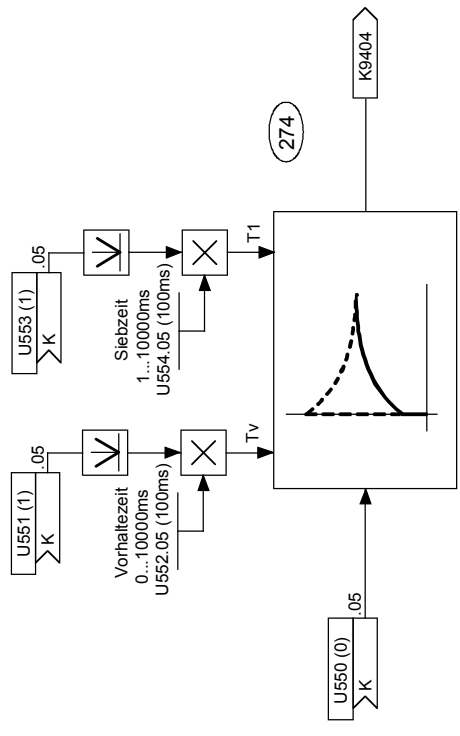 U551 (1)
K
.05
U553 (1)
K
.05
Vorhaltezeit
0...10000ms
U552.05 (100ms)
Siebzeit
1...10000ms
U554.05 (100ms)
Tv
T1
274
U550 (0)
K
.05
K9404